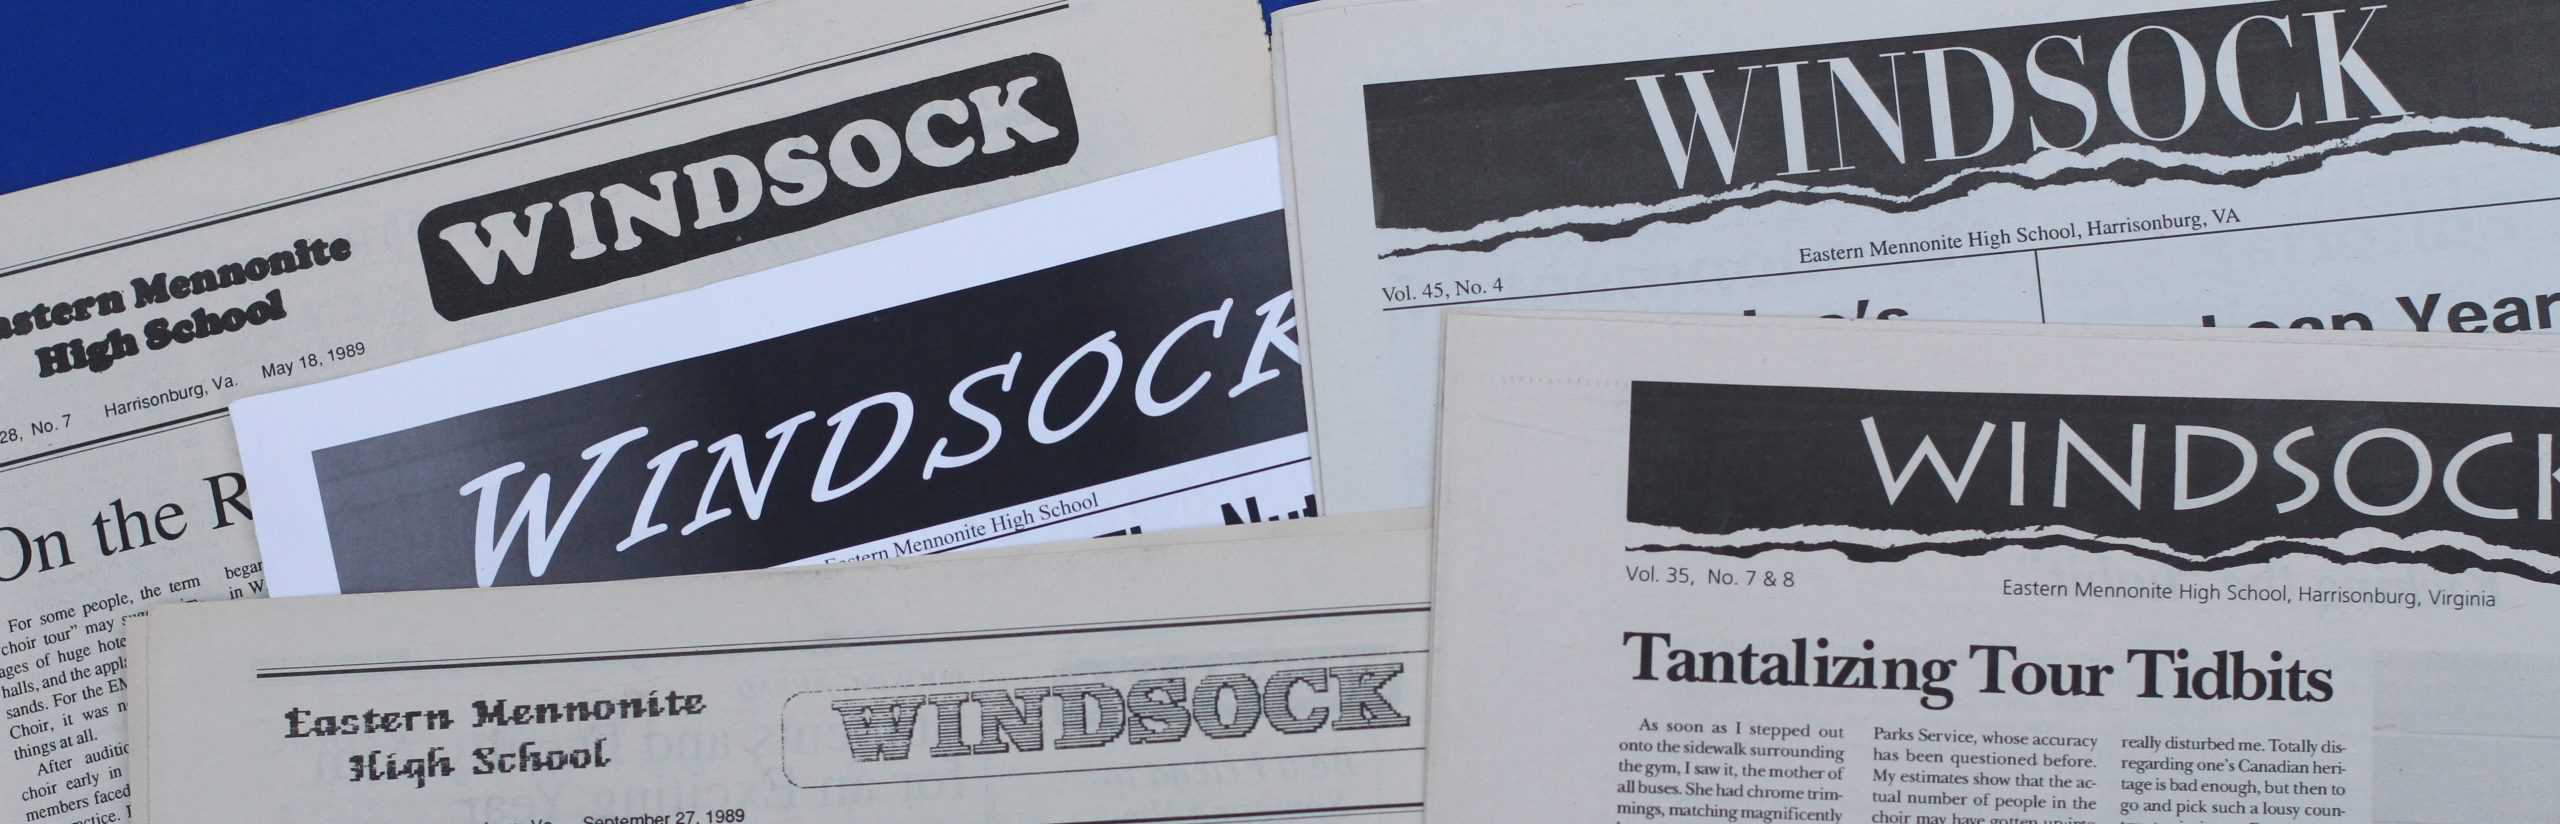 Eastern Mennonite
High School
WINDSOCK
28, No. 7 Harrisonburg, Va. May 18, 1989
On the R
For some people, the term
choir tour" may
ages of huge hote
halls, and the appl
sands. For the EM
Choir, it was n
things at all.
After auditio
choir early in
members faced
began
in W
WINDSOCK
Eastern Mennonite High School
WINDSOCK
Eastern Mennonite High School, Harrisonburg, VA
Vol. 45, No. 4
Leap Year
Eastern Mennonite
High School
WINDSOCK
September 27, 1989
WINDSOCK
Vol. 35, No. 7 & 8
Eastern Mennonite High School, Harrisonburg, Virginia
Tantalizing Tour Tidbits
As soon as I stepped out
onto the sidewalk surrounding
the gym, I saw it, the mother of
all buses. She had chrome trim-
mings, matching magnificently
Parks Service, whose accuracy
has been questioned before.
My estimates show that the ac-
tual number of people in the
choir may have gotten
really disturbed me. Totally dis-
regarding one's Canadian heri-
tage is bad enough, but then to
go and pick such a lousy coun-